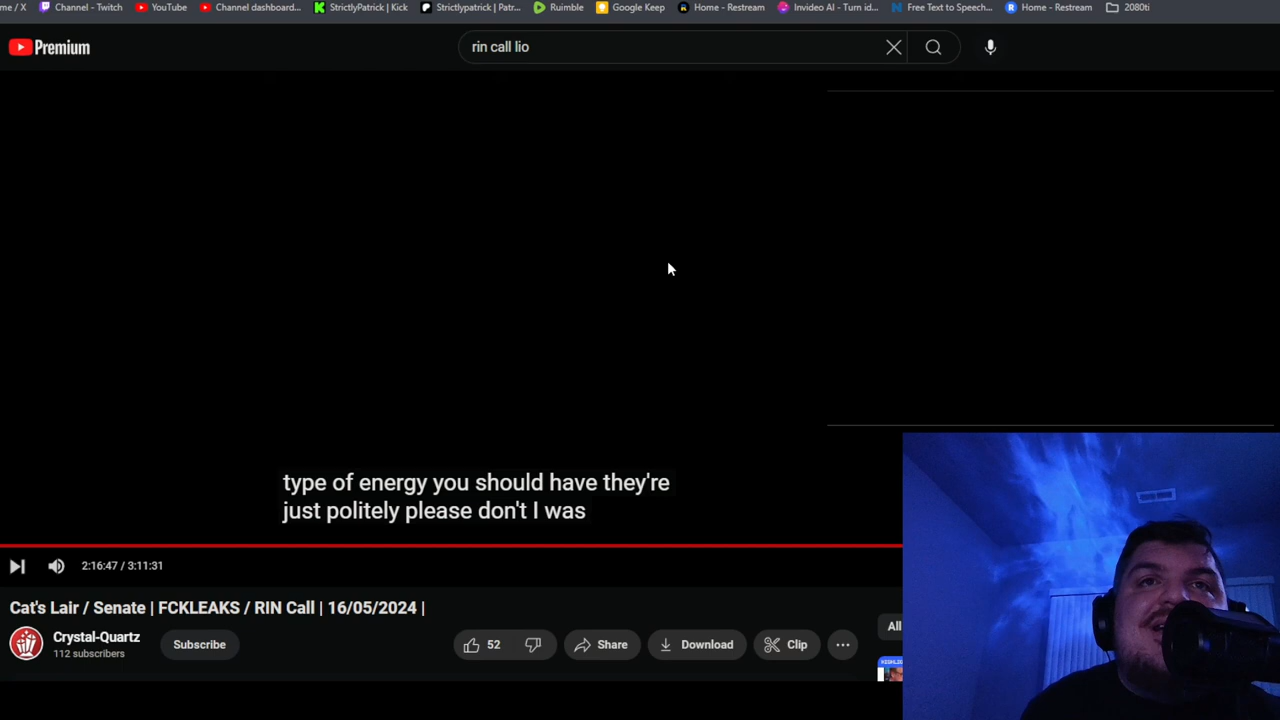 me / X
Channel - Twitch
YouTube
Channel dashboard...
StrictlyPatrick | Kick
Strictlypatrick | Patr...
Rumble
Google Keep
Home - Restream
Invideo AI - Turn id...
Free Text to Speech...
Home - Restream
2080ti
Premium
rin call lio
type of energy you should have they're
just politely please don't I was
2:16:47 / 3:11:31
Cat's Lair / Senate | FCKLEAKS / RIN Call | 16/05/2024 |
Crystal-Quartz
112 subscribers
Subscribe
52
Share
Download
Clip
All